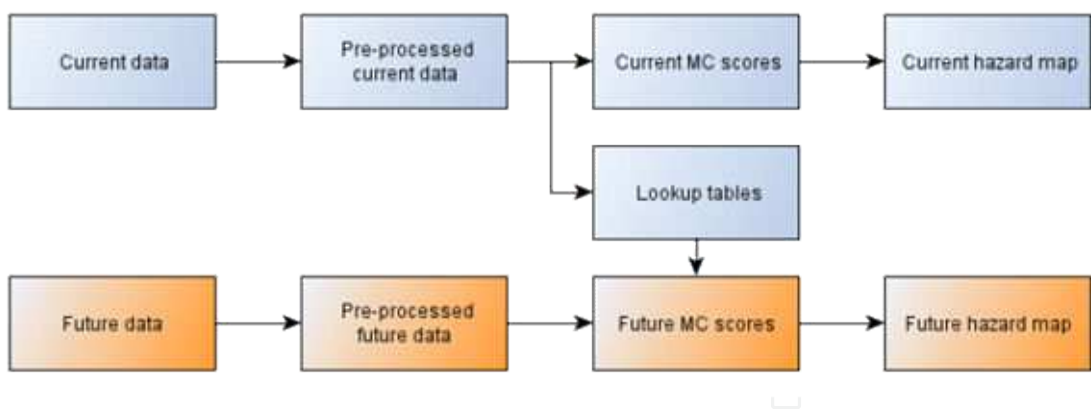 Current data
Pre-processed
current data
Current MC scores
Current hazard map
Lookup tables
Future data
Pre-processed
future data
Future MC scores
Future hazard map